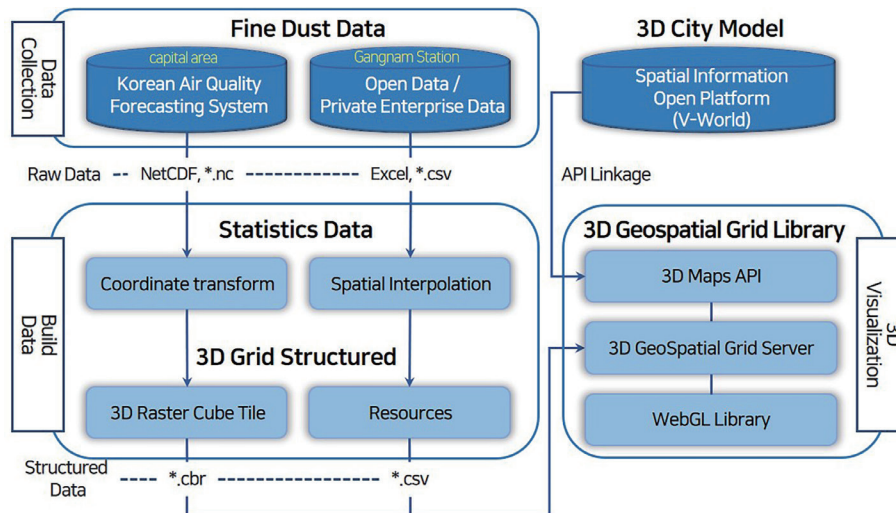 Data
Collection
Fine Dust Data
capital area
Korean Air Quality
Forecasting System
Gangnam Station
Open Data /
Private Enterprise Data
3D City Model
Spatial Information
Open Platform
(V-World)
Raw Data
NetCDF, *.nc
Excel, *.csv
API Linkage
Build
Data
Statistics Data
Coordinate transform
Spatial Interpolation
3D Grid Structured
3D Raster Cube Tile
Resources
3D Geospatial Grid Library
3D Maps API
3D GeoSpatial Grid Server
WebGL Library
3D
Visualization
Structured
Data
*.cbr
*.csv